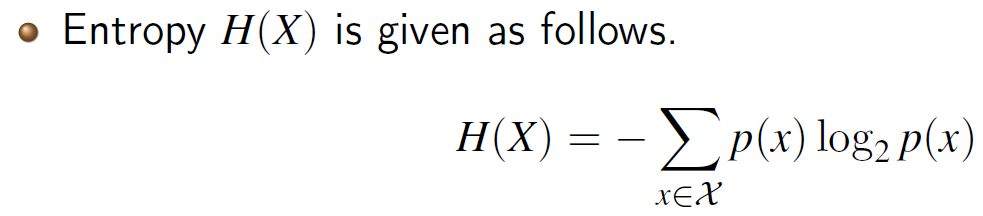 Entropy H(X) is given as follows.
H(X) = − ∑_{x∈𝒳} p(x) log₂ p(x)